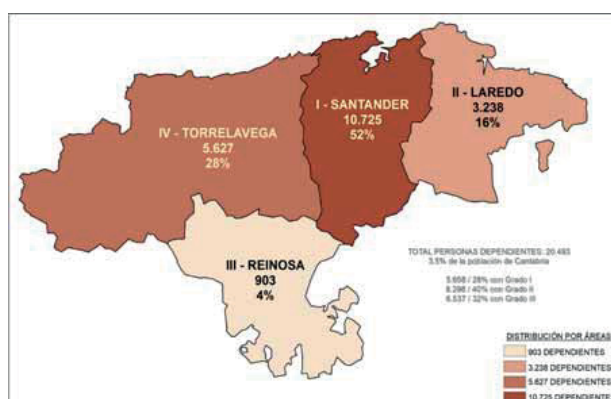 I - SANTANDER
10.725
52%
II - LAREDO
3.238
16%
IV - TORRELAVEGA
5.627
28%
III - REINOSA
903
4%
TOTAL PERSONAS DEPENDIENTES: 20.493
3.5% de la población de Cantabria
5.658 / 28% con Grado I
8.298 / 40% con Grado II
6.537 / 32% con Grado III
DISTRIBUCIÓN POR ÁREAS
903 DEPENDIENTES
3.238 DEPENDIENTES
5.627 DEPENDIENTES
10.725 DEPENDIENTE